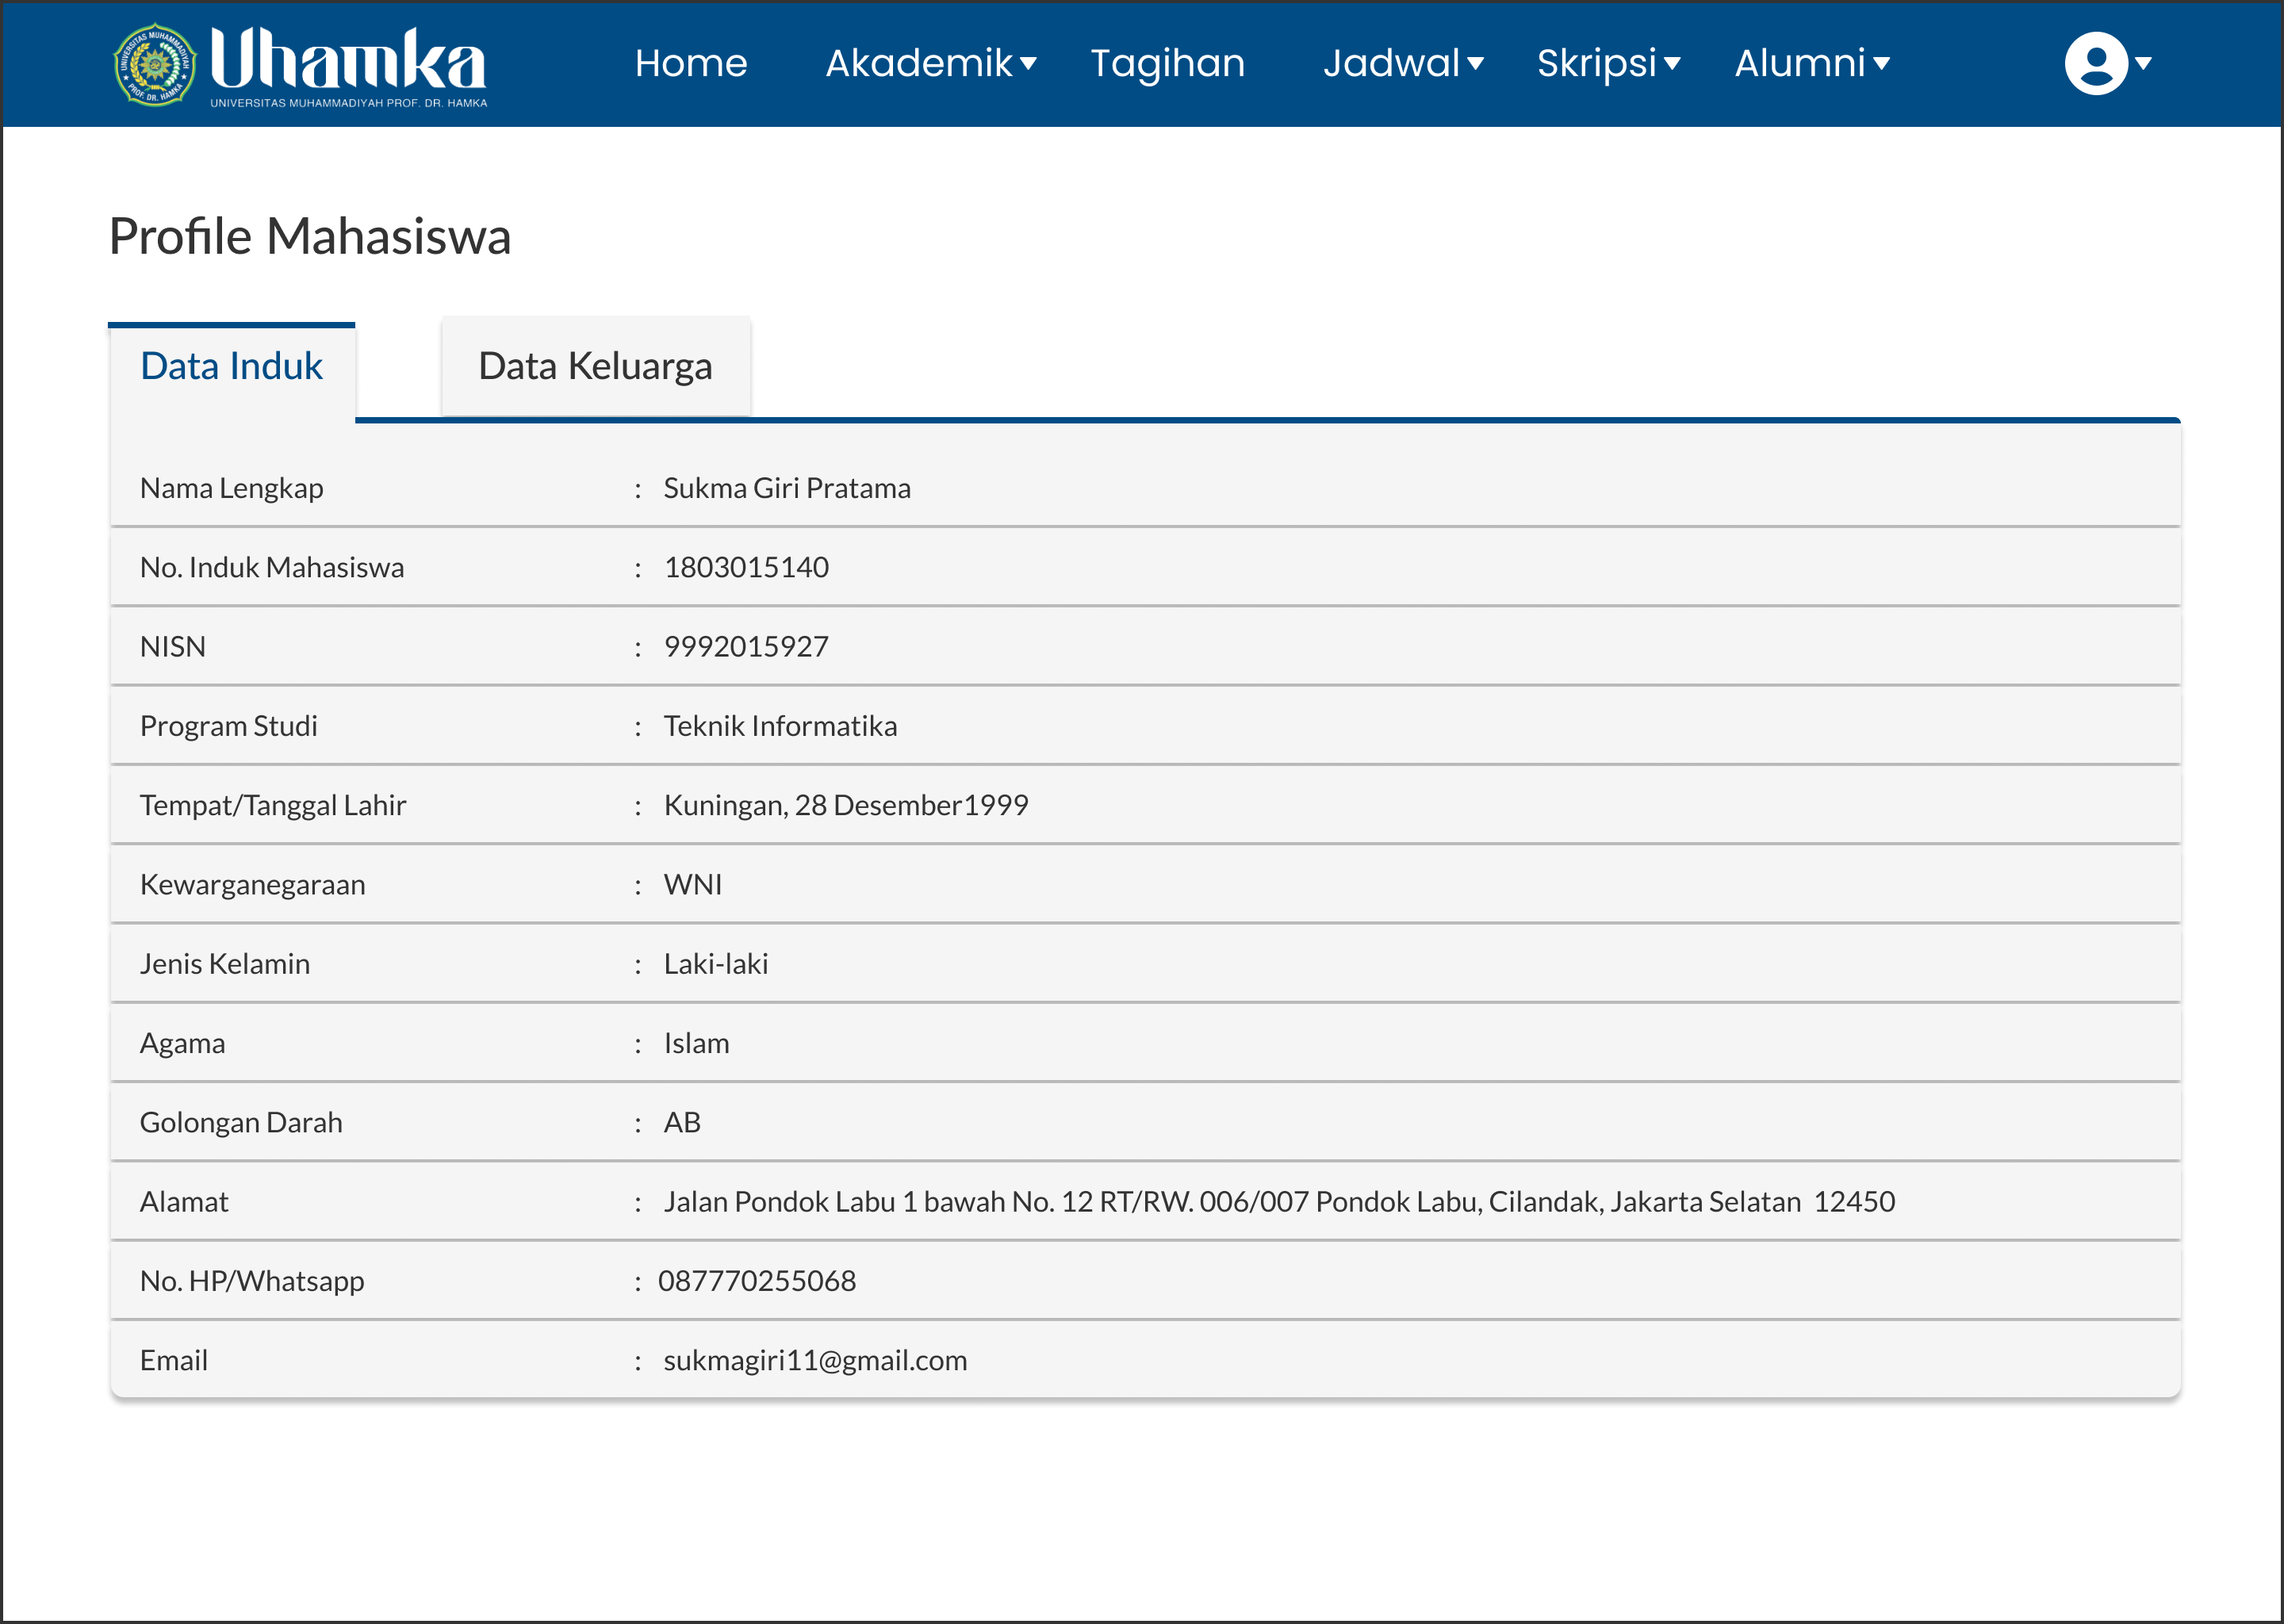 UNIVERSITAS MUHAMMADIYAH
PROF. DR. HAMKA
Uhamka
UNIVERSITAS MUHAMMADIYAH PROF. DR. HAMKA
Home Akademik Tagihan Jadwal Skripsi Alumni
Profile Mahasiswa
Data Induk Data Keluarga
Nama Lengkap : Sukma Giri Pratama
No. Induk Mahasiswa : 1803015140
NISN : 9992015927
Program Studi : Teknik Informatika
Tempat/Tanggal Lahir : Kuningan, 28 Desember1999
Kewarganegaraan : WNI
Jenis Kelamin : Laki-laki
Agama : Islam
Golongan Darah : AB
Alamat : Jalan Pondok Labu 1 bawah No. 12 RT/RW. 006/007 Pondok Labu, Cilandak, Jakarta Selatan 12450
No. HP/Whatsapp : 087770255068
Email : sukmagiri11@gmail.com